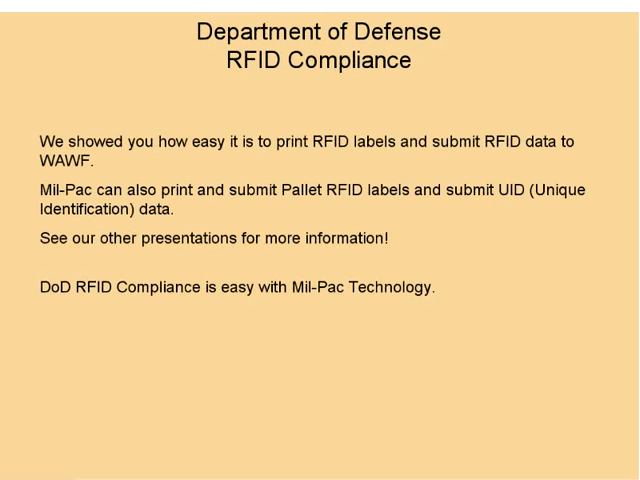 Department of Defense
RFID Compliance
We showed you how easy it is to print RFID labels and submit RFID data to
WAWF.
Mil-Pac can also print and submit Pallet RFID labels and submit UID (Unique
Identification) data.
See our other presentations for more information!
DoD RFID Compliance is easy with Mil-Pac Technology.